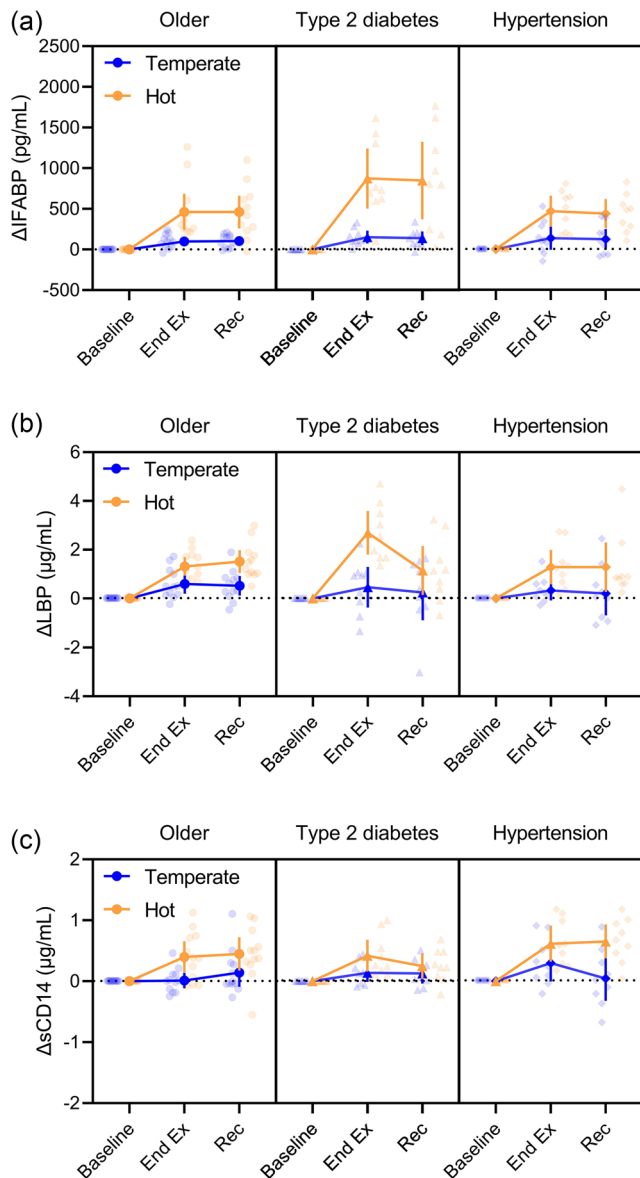 (a)
Older Type 2 diabetes Hypertension
2500
2000
1500
1000
500
0
-500
ΔIFABP (pg/mL)
Temperate
Hot
Baseline End Ex Rec Baseline End Ex Rec Baseline End Ex Rec
(b)
Older Type 2 diabetes Hypertension
6
4
2
0
-2
-4
ΔLBP (µg/mL)
Temperate
Hot
Baseline End Ex Rec Baseline End Ex Rec Baseline End Ex Rec
(c)
Older Type 2 diabetes Hypertension
2
1
0
-1
-2
ΔsCD14 (µg/mL)
Temperate
Hot
Baseline End Ex Rec Baseline End Ex Rec Baseline End Ex Rec